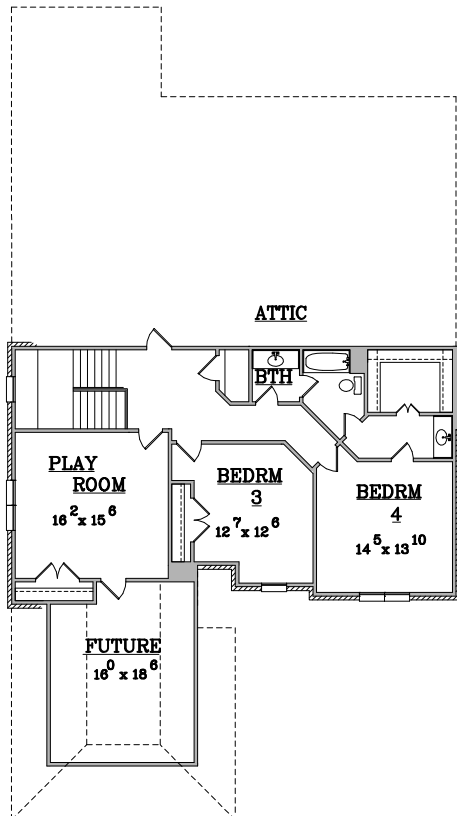 ATTIC
BTH
PLAY
ROOM
16² x 15⁶
BEDRM
3
12⁷ x 12⁶
BEDRM
4
14⁵ x 13¹⁰
FUTURE
16⁰ x 18⁶